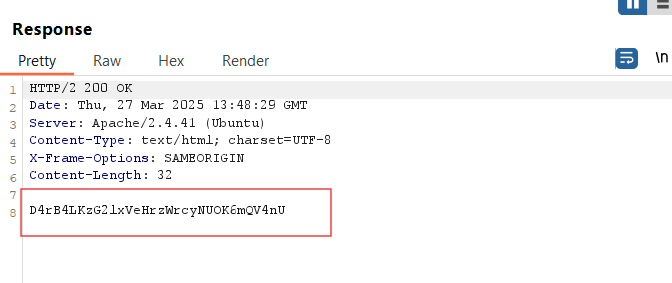 Response
Pretty Raw Hex Render \n
1 HTTP/2 200 OK
2 Date: Thu, 27 Mar 2025 13:48:29 GMT
3 Server: Apache/2.4.41 (Ubuntu)
4 Content-Type: text/html; charset=UTF-8
5 X-Frame-Options: SAMEORIGIN
6 Content-Length: 32
7
8 D4rB4LKzG2lxVeHrzWrcyNUOK6mQV4nU